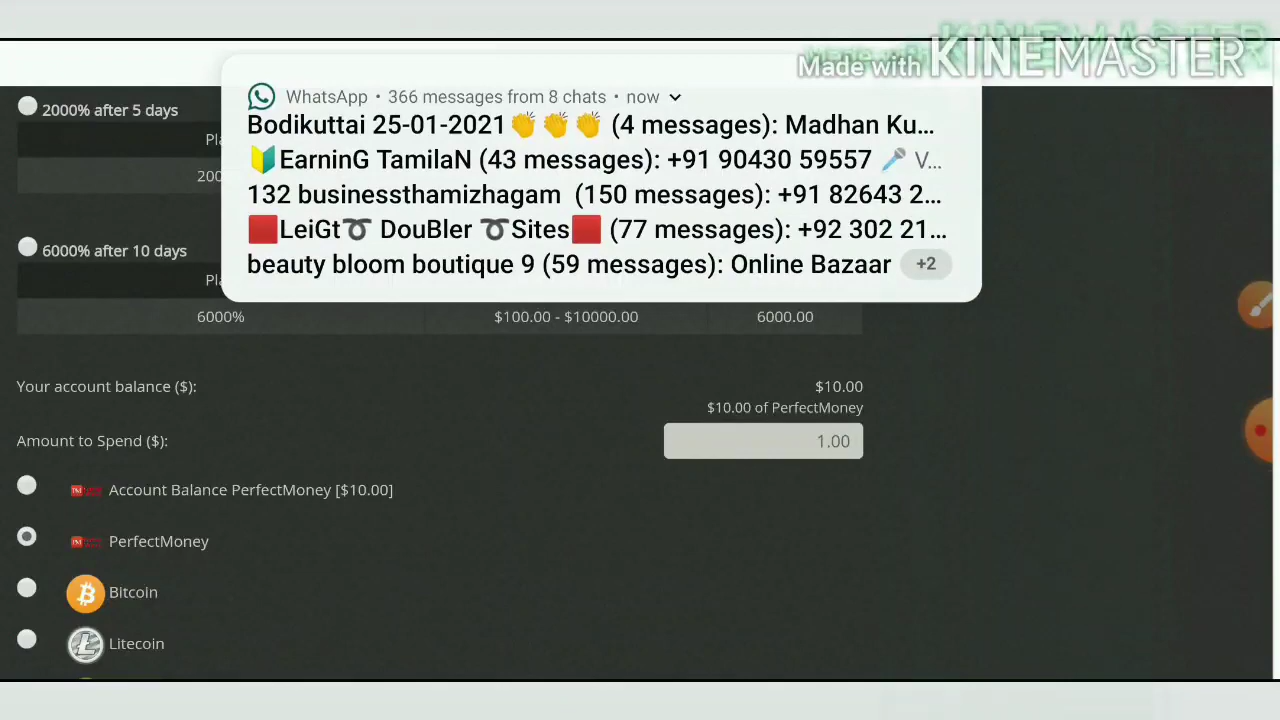 Made with KINEMASTER
WhatsApp • 366 messages from 8 chats • now
Bodikuttai 25-01-2021👏👏👏 (4 messages): Madhan Ku...
🔰EarninG TamilaN (43 messages): +91 90430 59557 🎤 V...
132 businessthamizhagam (150 messages): +91 82643 2...
🟥LeiGt➰ DouBler ➰Sites🟥 (77 messages): +92 302 21...
beauty bloom boutique 9 (59 messages): Online Bazaar +2
2000% after 5 days
Pla
200
6000% after 10 days
Pla
6000% $100.00 - $10000.00 6000.00
Your account balance ($): $10.00
$10.00 of PerfectMoney
Amount to Spend ($): 1.00
Account Balance PerfectMoney [$10.00]
PerfectMoney
Bitcoin
Litecoin